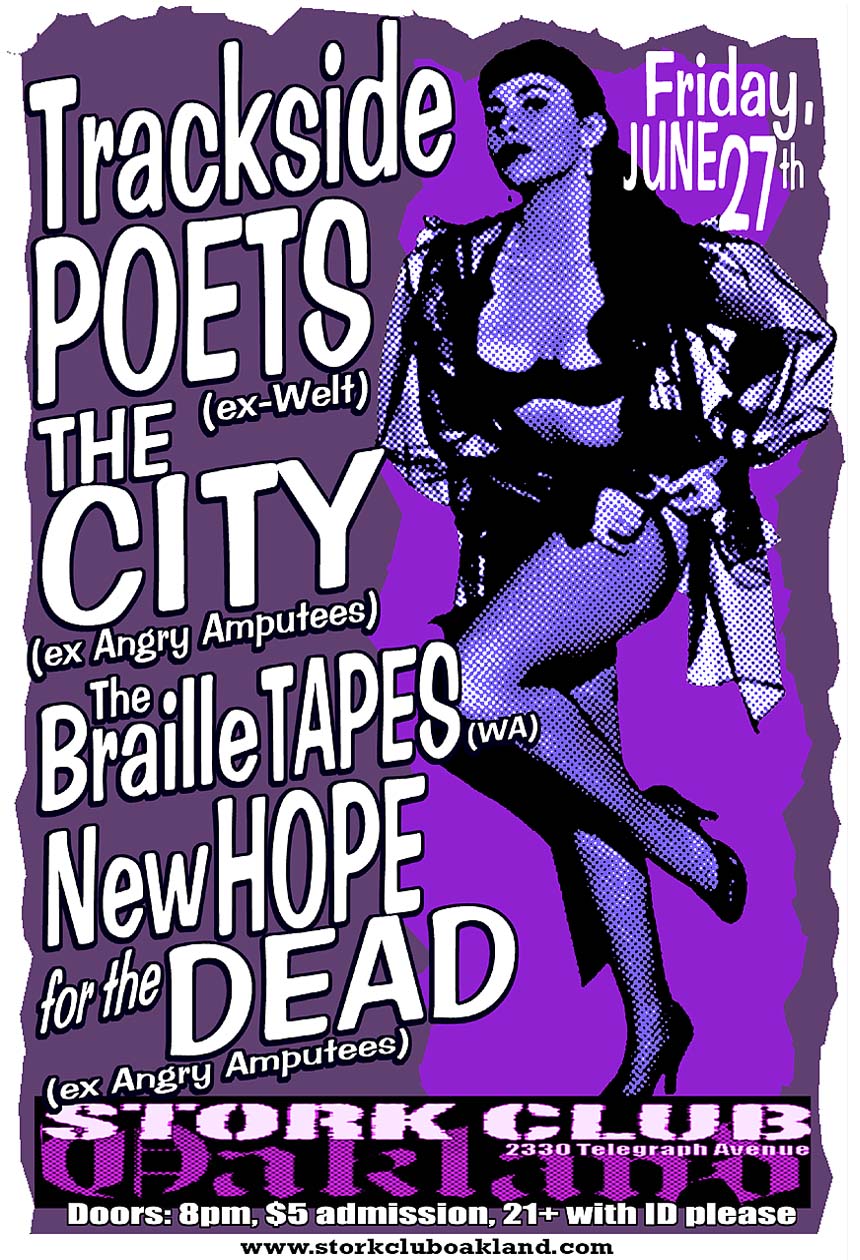 Trackside
POETS
(ex-Welt)
THE
CITY
(ex Angry Amputees)
The
Braille TAPES (WA)
New HOPE
for the DEAD
(ex Angry Amputees)
Friday,
JUNE 27th
STORK CLUB
2330 Telegraph Avenue
Oakland
Doors: 8pm, $5 admission, 21+ with ID please
www.storkcluboakland.com